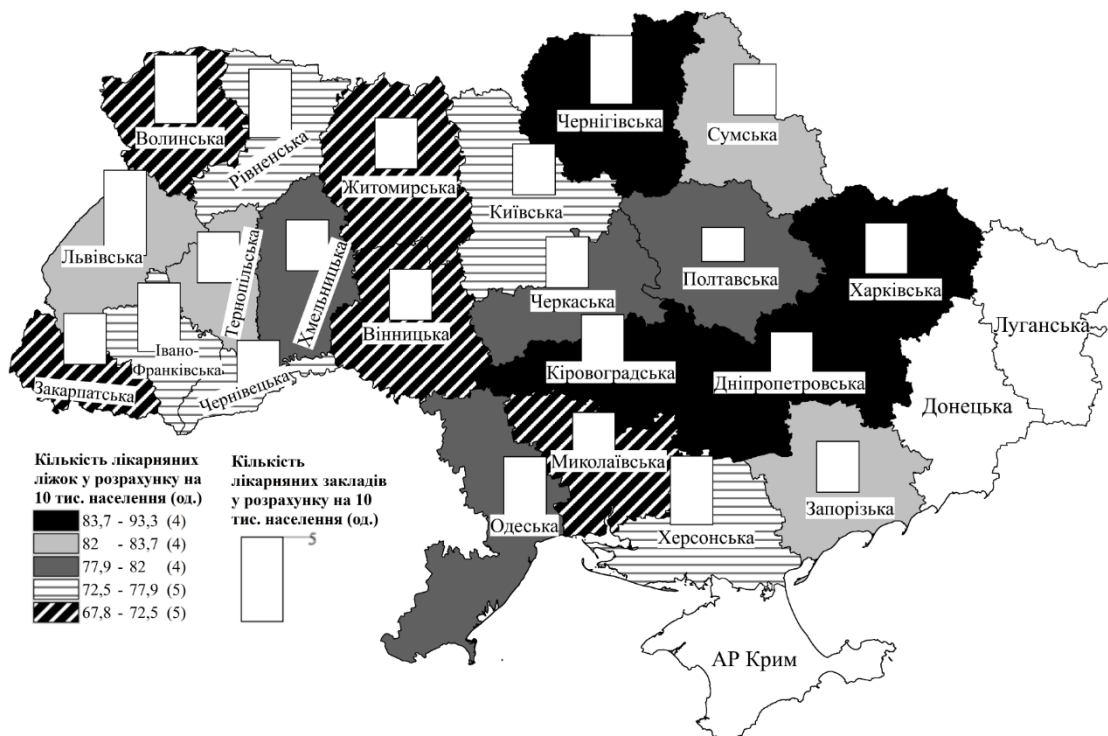 Чернігівська
Сумська
Волинська
Рівненська
Житомирська
Київська
Львівська
Тернопільська
Хмельницька
Черкаська
Полтавська
Харківська
Луганська
Вінницька
Івано-
Франківська
Закарпатська
Чернівецька
Кіровоградська
Дніпропетровська
Донецька
Миколаївська
Одеська
Херсонська
Запорізька
АР Крим
Кількість лікарняних
ліжок у розрахунку на
10 тис. населення (од.)
83,7 - 93,3 (4)
82 - 83,7 (4)
77,9 - 82 (4)
72,5 - 77,9 (5)
67,8 - 72,5 (5)
Кількість
лікарняних закладів
у розрахунку на 10
тис. населення (од.)
5